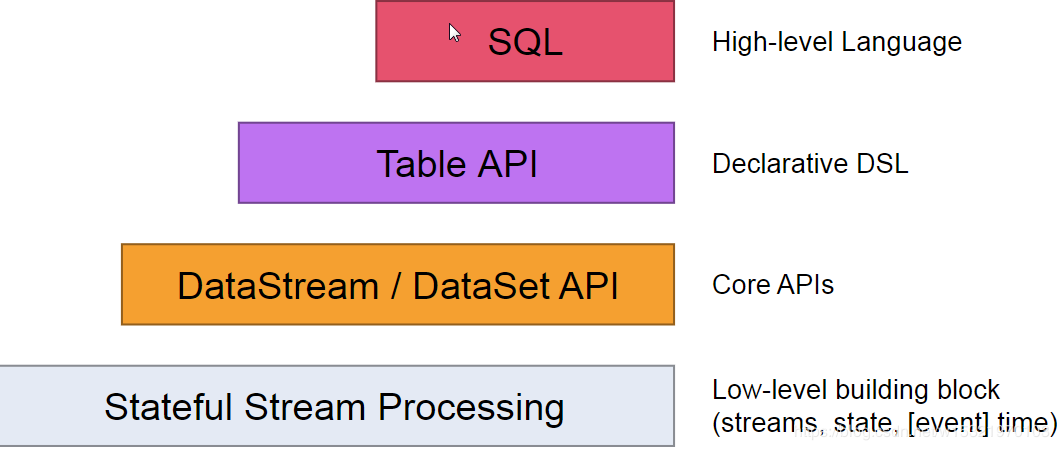 SQL
High-level Language
Table API
Declarative DSL
DataStream / DataSet API
Core APIs
Stateful Stream Processing
Low-level building block
(streams, state, [event] time)